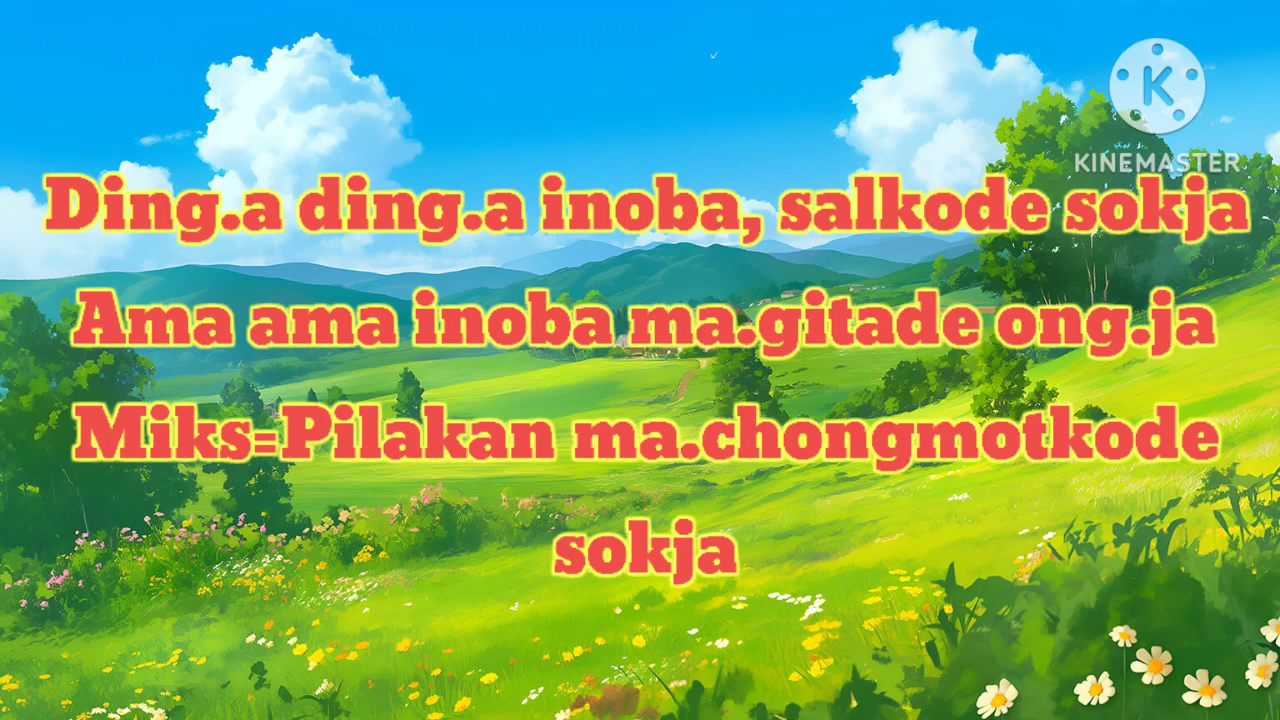 KINEMASTER
Ding.a ding.a inoba, salkode sokja
Ama ama inoba ma.gitade ong.ja
Miks=Pilakan ma.chongmotkode
sokja